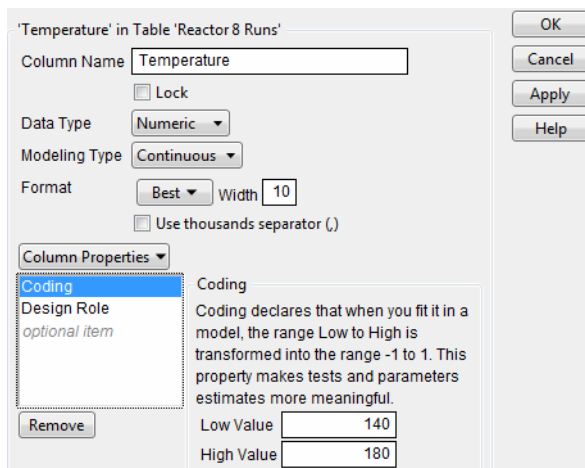 'Temperature' in Table 'Reactor 8 Runs'
Column Name Temperature
Lock
Data Type Numeric
Modeling Type Continuous
Format Best Width 10
Use thousands separator (,)
Column Properties
Coding
Design Role
optional item
Remove
Coding
Coding declares that when you fit it in a
model, the range Low to High is
transformed into the range -1 to 1. This
property makes tests and parameters
estimates more meaningful.
Low Value 140
High Value 180
OK
Cancel
Apply
Help